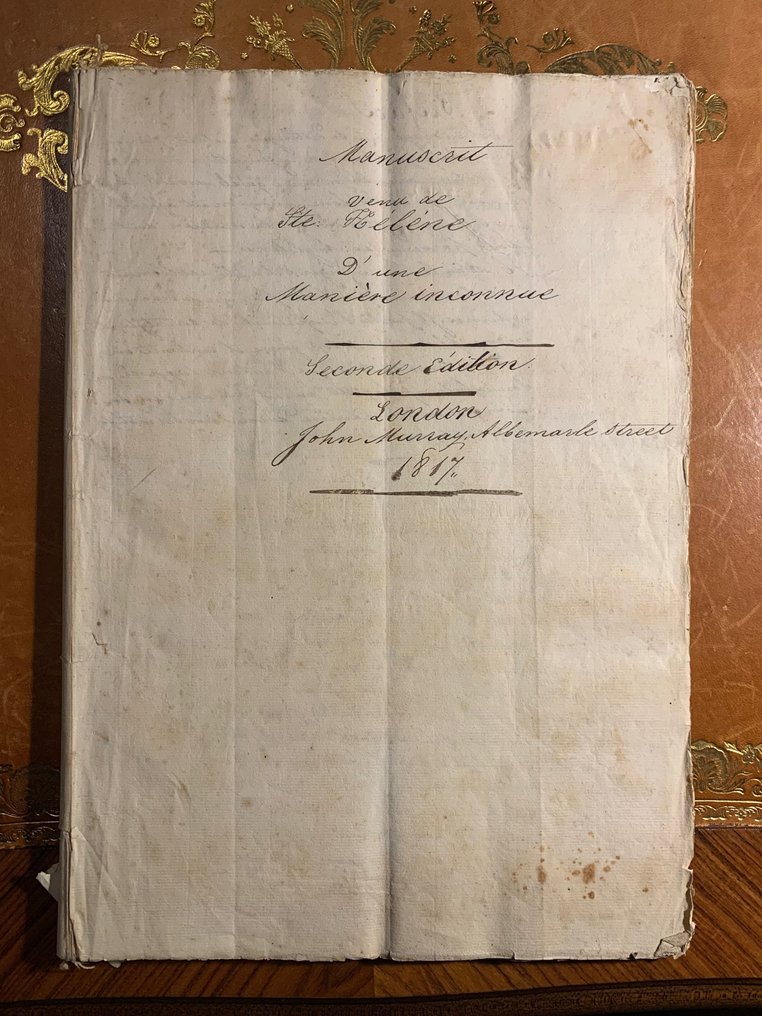 Manuscrit
venu de
Ste. Hélène
D'une
Manière inconnue
Seconde Edition.
London
John Murray, Albemarle Street
1817.